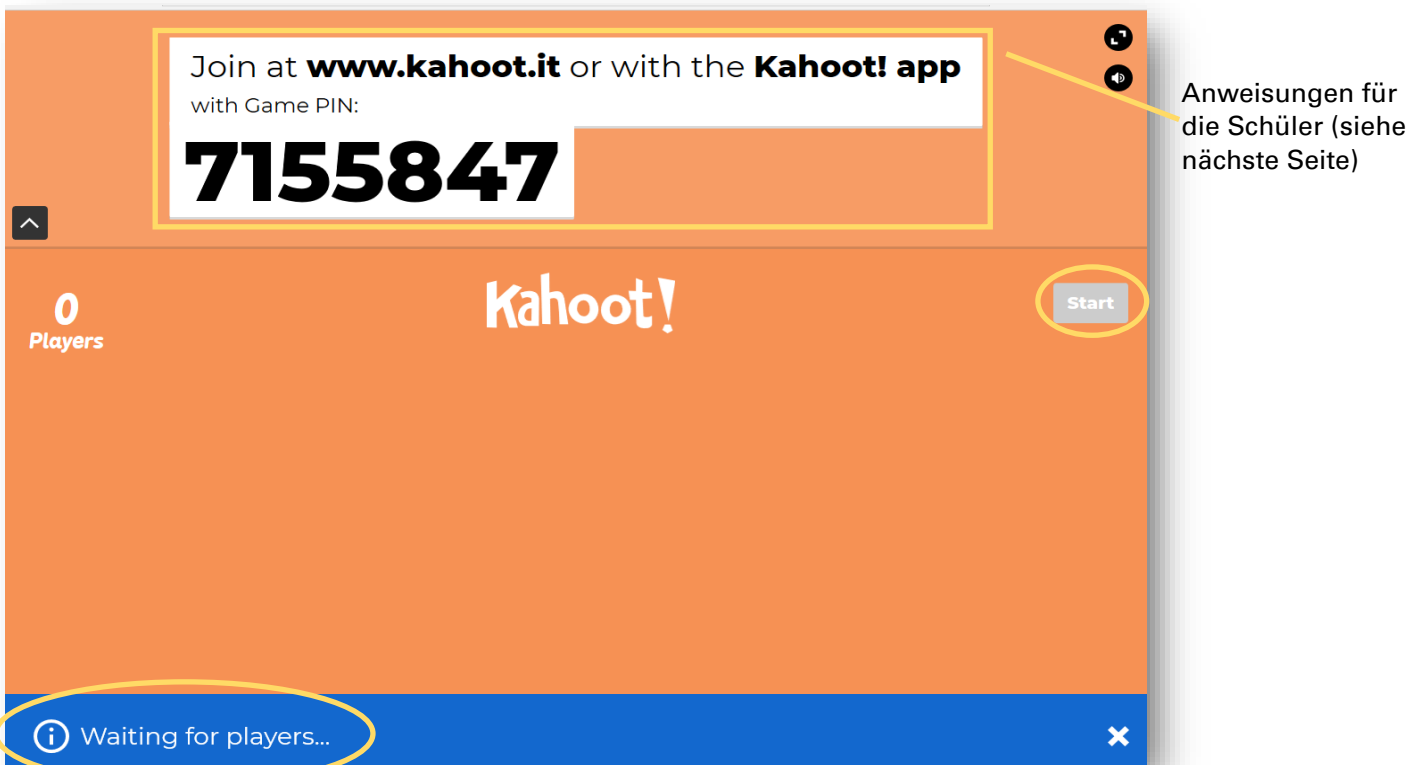 Join at www.kahoot.it or with the Kahoot! app
with Game PIN:
7155847
Anweisungen für
die Schüler (siehe
nächste Seite)
0
Players
Kahoot!
Start
Waiting for players...